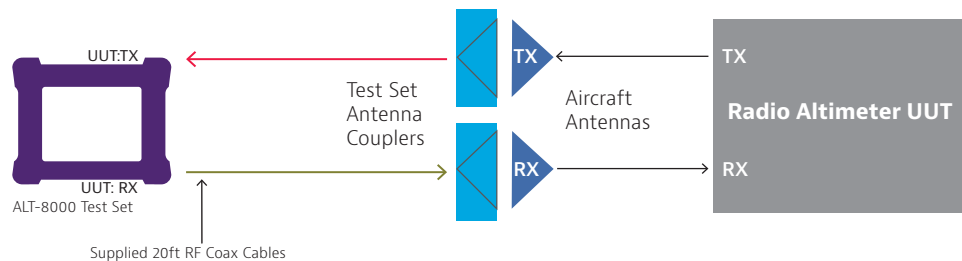 UUT:TX
UUT: RX
ALT-8000 Test Set
Supplied 20ft RF Coax Cables
Test Set
Antenna
Couplers
TX
RX
Aircraft
Antennas
TX
Radio Altimeter UUT
RX